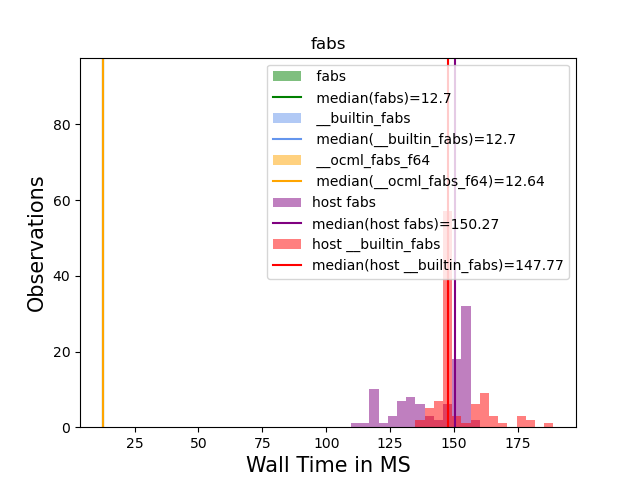 fabs
fabs
median(fabs)=12.7
__builtin_fabs
median(__builtin_fabs)=12.7
__ocml_fabs_f64
median(__ocml_fabs_f64)=12.64
host fabs
median(host fabs)=150.27
host __builtin_fabs
median(host __builtin_fabs)=147.77
Observations
80
60
40
20
0
25 50 75 100 125 150 175
Wall Time in MS